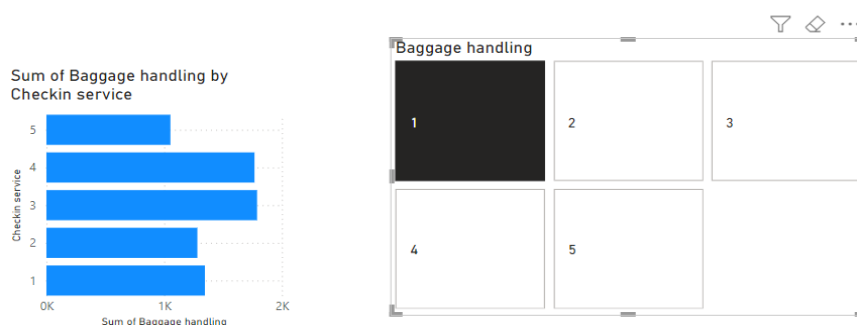 Sum of Baggage handling by
Checkin service
Checkin service
5
4
3
2
1
0K
1K
2K
Sum of Baggage handling
Baggage handling
1
2
3
4
5